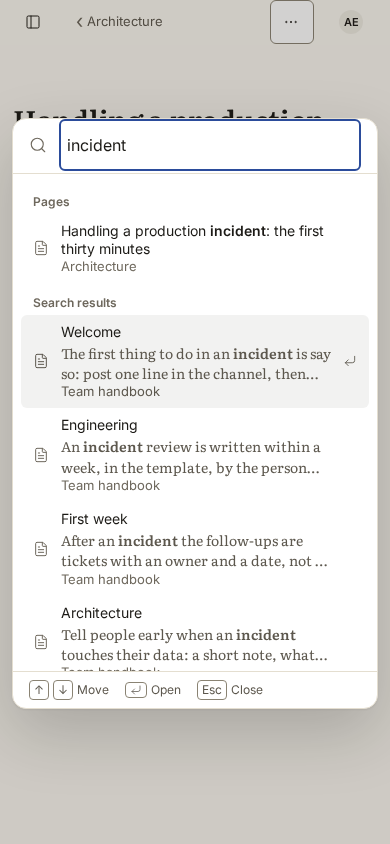 Architecture
AE
Handling a production
incident
Pages
Handling a production incident: the first
thirty minutes
Architecture
Search results
Welcome
The first thing to do in an incident is say
so: post one line in the channel, then…
Team handbook
Engineering
An incident review is written within a
week, in the template, by the person…
Team handbook
First week
After an incident the follow-ups are
tickets with an owner and a date, not …
Team handbook
Architecture
Tell people early when an incident
touches their data: a short note, what…
Team handbook
↑ ↓ Move Open Esc Close